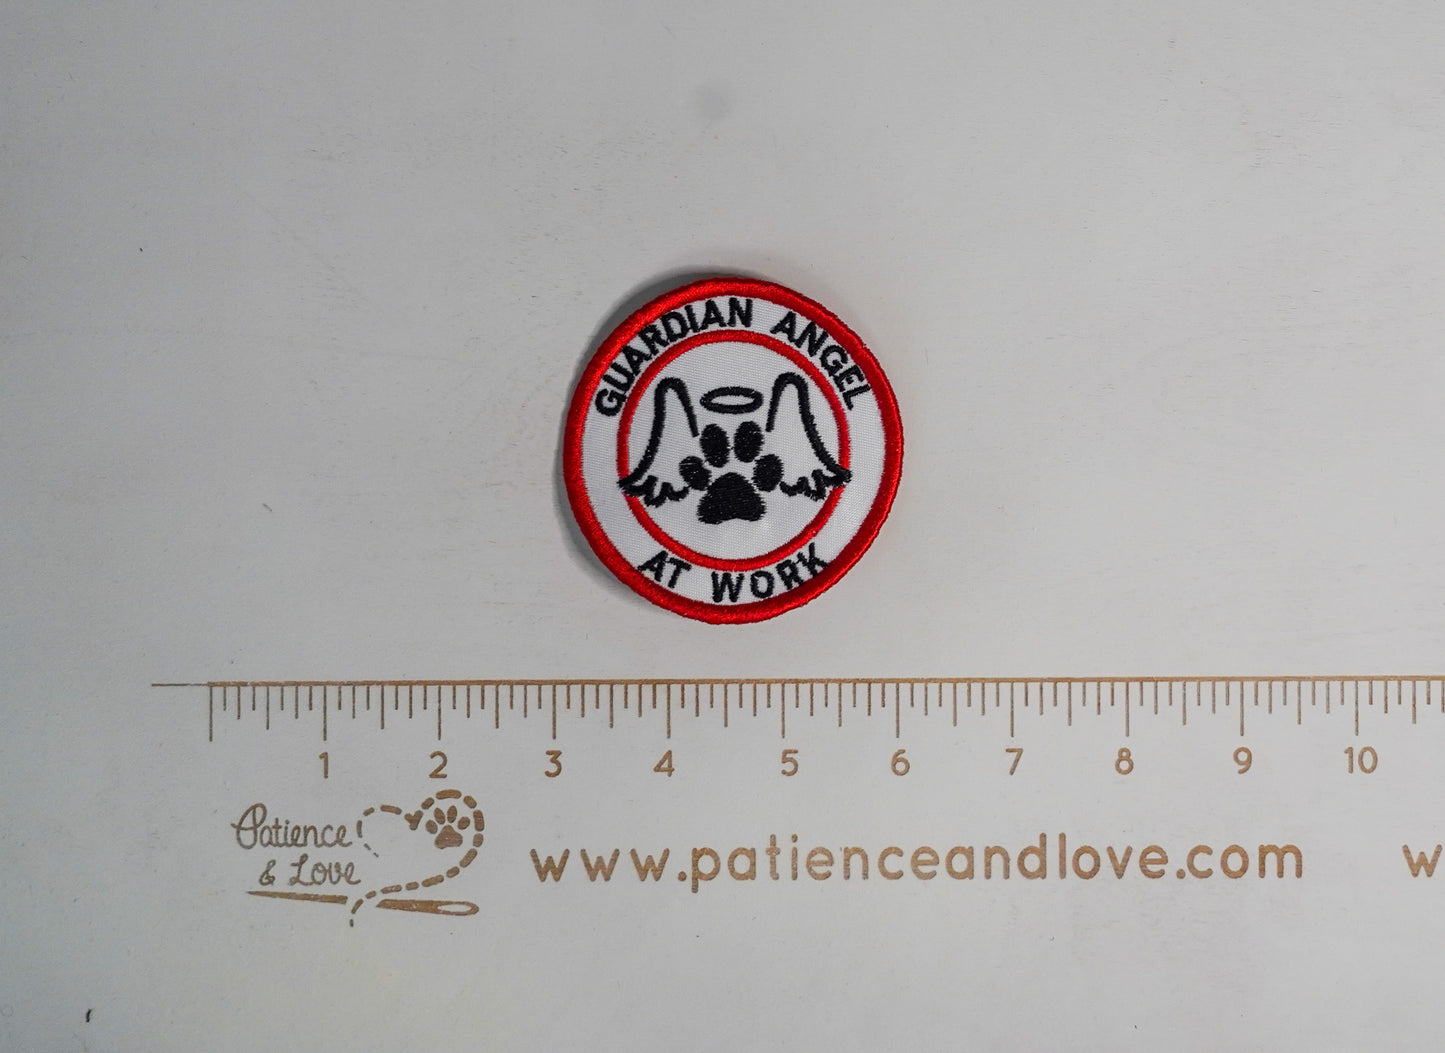 GUARDIAN ANGEL
AT WORK
1 2 3 4 5 6 7 8 9 10
Patience
& Love
www.patienceandlove.com w